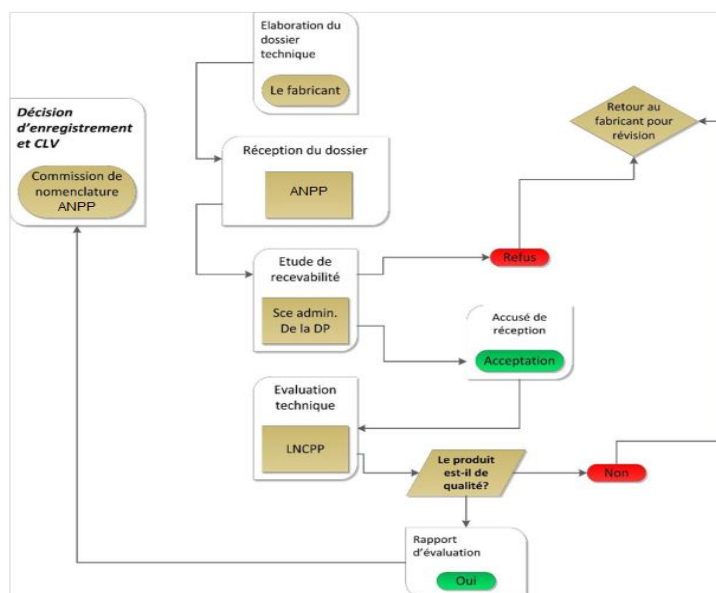 Elaboration du
dossier
technique
Le fabricant
Décision
d'enregistrement
et CLV
Commission de
nomenclature
ANPP
Retour au
fabricant pour
révision
Réception du dossier
ANPP
Etude de
recevabilité
Sce admin.
De la DP
Refus
Accusé de
réception
Acceptation
Evaluation
technique
LNCPP
Le produit
est-il de
qualité?
Non
Rapport
d'évaluation
Oui